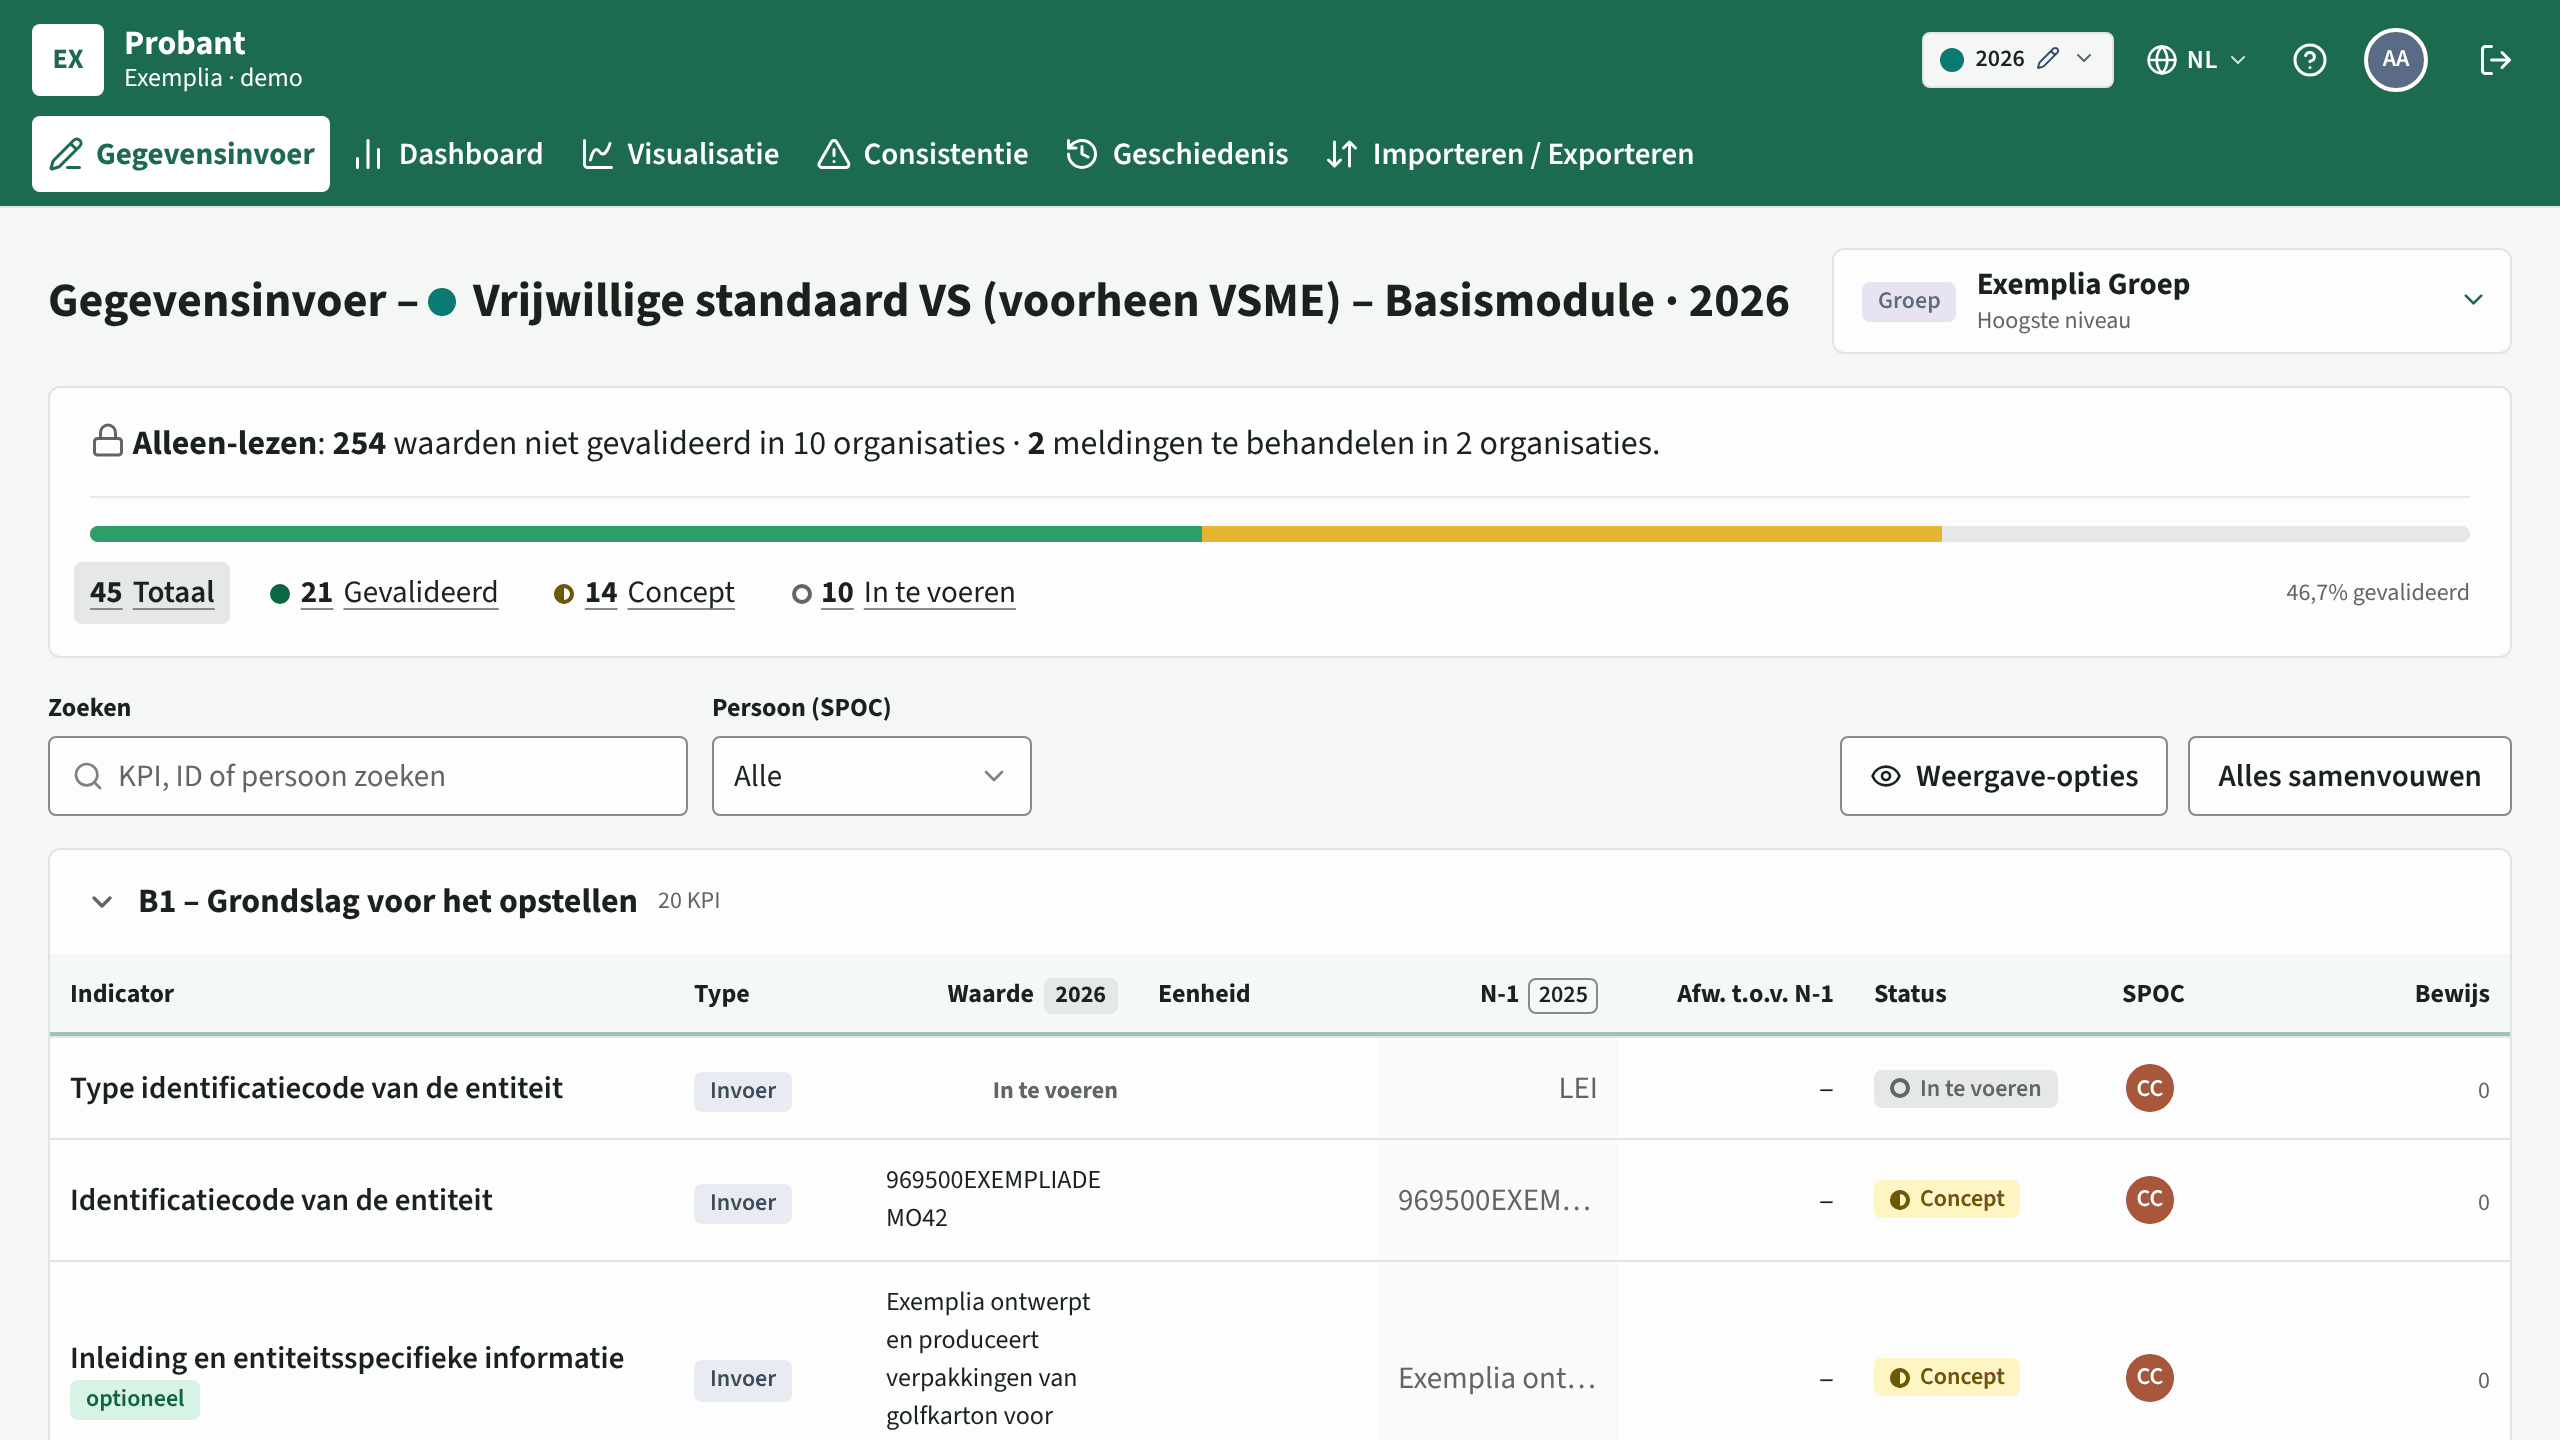 EX
Probant
Exemplia · demo
2026
NL
AA
Gegevensinvoer
Dashboard
Visualisatie
Consistentie
Geschiedenis
Importeren / Exporteren
Gegevensinvoer – Vrijwillige standaard VS (voorheen VSME) – Basismodule · 2026
Groep
Exemplia Groep
Hoogste niveau
Alleen-lezen: 254 waarden niet gevalideerd in 10 organisaties · 2 meldingen te behandelen in 2 organisaties.
45 Totaal
21 Gevalideerd
14 Concept
10 In te voeren
46,7% gevalideerd
Zoeken
Persoon (SPOC)
KPI, ID of persoon zoeken
Alle
Weergave-opties
Alles samenvouwen
B1 – Grondslag voor het opstellen 20 KPI
Indicator Type Waarde 2026 Eenheid N-1 2025 Afw. t.o.v. N-1 Status SPOC Bewijs
Type identificatiecode van de entiteit Invoer In te voeren LEI – In te voeren CC 0
Identificatiecode van de entiteit Invoer 969500EXEMPLIADE
MO42
969500EXEM… – Concept CC 0
Inleiding en entiteitsspecifieke informatie
optioneel
Invoer
Exemplia ontwerpt
en produceert
verpakkingen van
golfkarton voor
Exemplia ont… – Concept CC 0